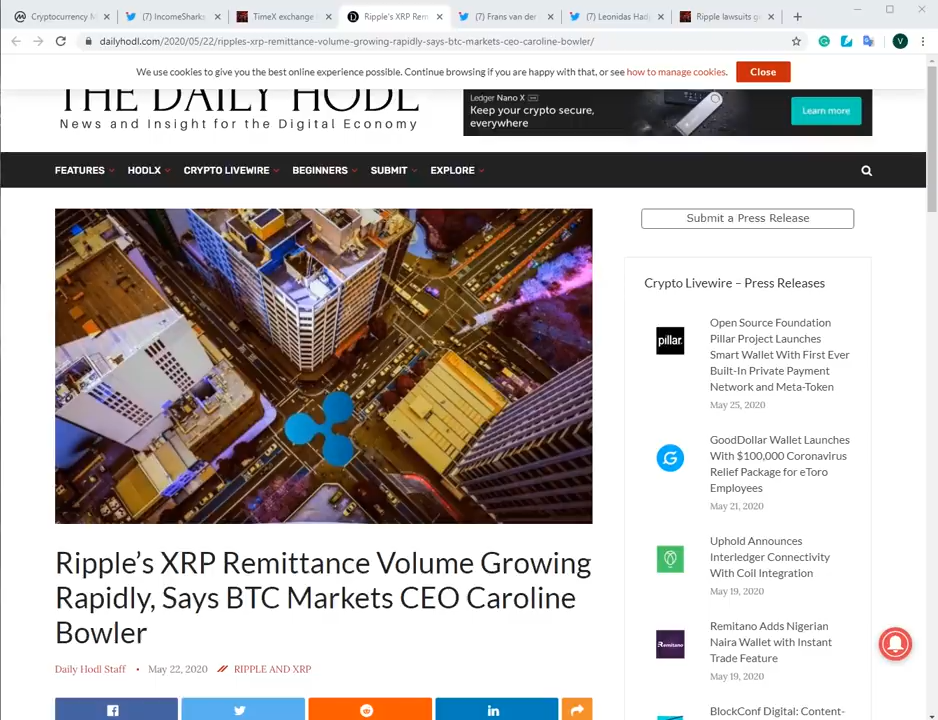 Cryptocurrency M
(7) IncomeShark
TimeX exchange
Ripple's XRP Rem
(7) Frans van der
(7) Leonidas Had
Ripple lawsuits g
dailyhodl.com/2020/05/22/ripples-xrp-remittance-volume-growing-rapidly-says-btc-markets-ceo-caroline-bowler/
V
We use cookies to give you the best online experience possible. Continue browsing if you are happy with that, or see how to manage cookies.
Close
THE DAILY HODL
News and Insight for the Digital Economy
Ledger Nano X
Keep your crypto secure,
everywhere
Learn more
FEATURES HODLX CRYPTO LIVEWIRE BEGINNERS SUBMIT EXPLORE
Submit a Press Release
Crypto Livewire – Press Releases
pillar.
Open Source Foundation
Pillar Project Launches
Smart Wallet With First Ever
Built-In Private Payment
Network and Meta-Token
May 25, 2020
GoodDollar Wallet Launches
With $100,000 Coronavirus
Relief Package for eToro
Employees
May 21, 2020
Uphold Announces
Interledger Connectivity
With Coil Integration
May 19, 2020
Remitano
Remitano Adds Nigerian
Naira Wallet with Instant
Trade Feature
May 19, 2020
BlockConf Digital: Content-
Ripple's XRP Remittance Volume Growing
Rapidly, Says BTC Markets CEO Caroline
Bowler
Daily Hodl Staff • May 22, 2020 // RIPPLE AND XRP